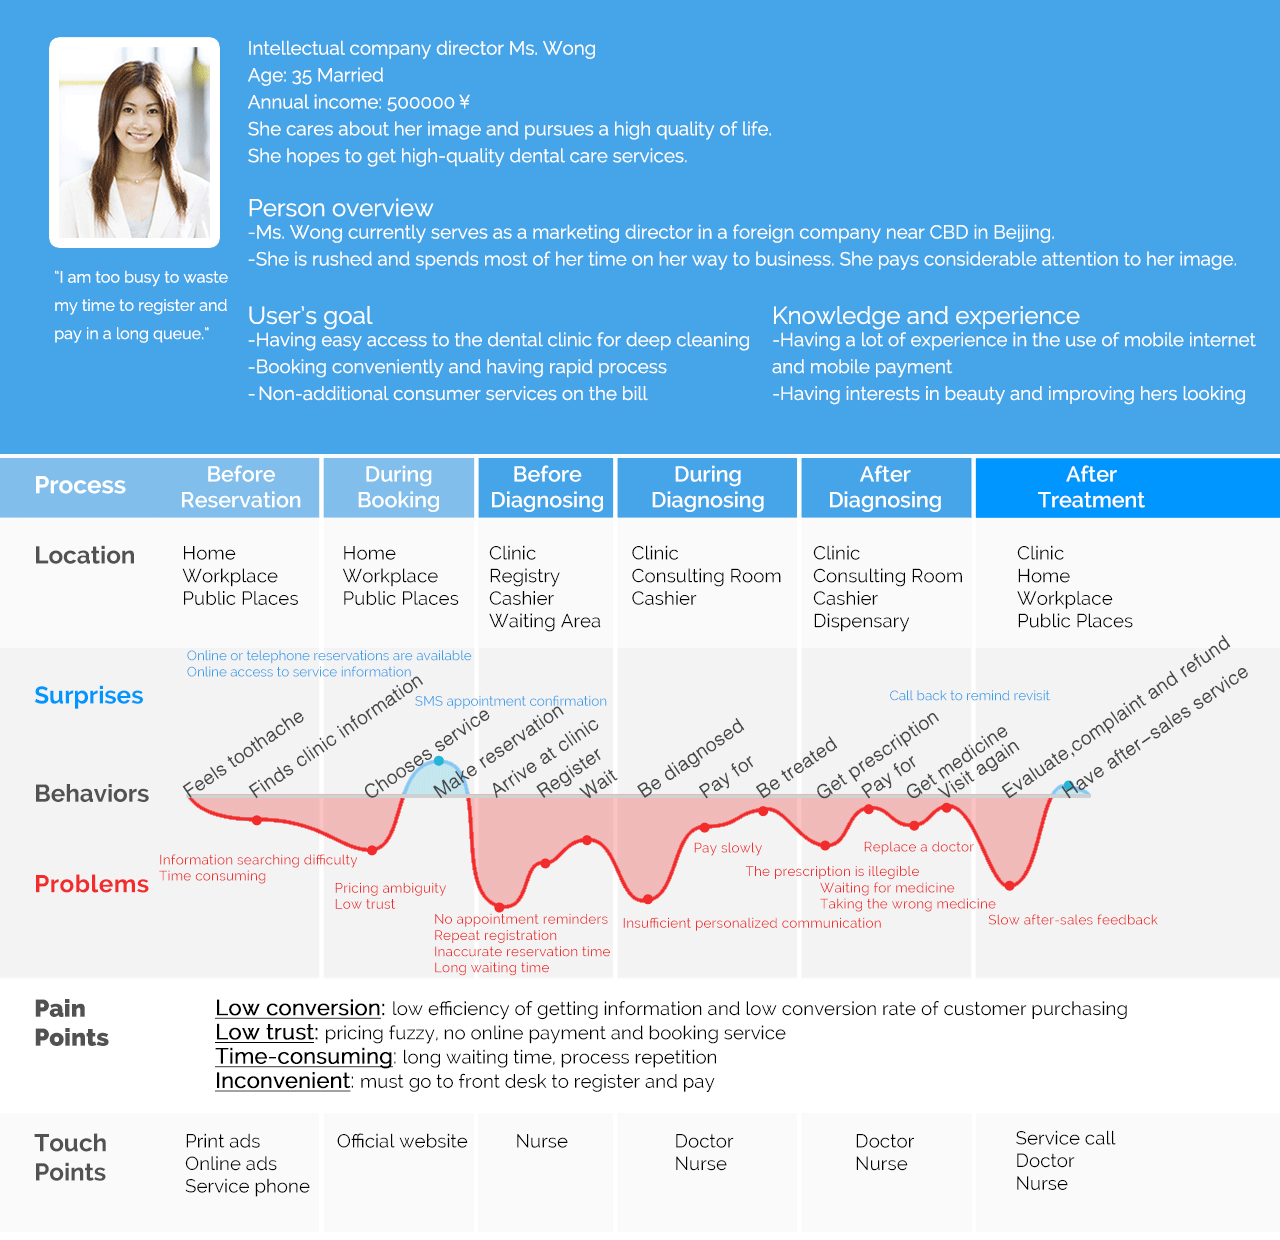 Intellectual company director Ms. Wong
Age: 35 Married
Annual income: 500000 ¥
She cares about her image and pursues a high quality of life.
She hopes to get high-quality dental care services.
Person overview
-Ms. Wong currently serves as a marketing director in a foreign company near CBD in Beijing.
-She is rushed and spends most of her time on her way to business. She pays considerable attention to her image.
"I am too busy to waste
my time to register and
pay in a long queue."
User's goal
-Having easy access to the dental clinic for deep cleaning
-Booking conveniently and having rapid process
- Non-additional consumer services on the bill
Knowledge and experience
-Having a lot of experience in the use of mobile internet
and mobile payment
-Having interests in beauty and improving hers looking
Process
Before
Reservation
During
Booking
Before
Diagnosing
During
Diagnosing
After
Diagnosing
After
Treatment
Location
Home
Workplace
Public Places
Home
Workplace
Public Places
Clinic
Registry
Cashier
Waiting Area
Clinic
Consulting Room
Cashier
Clinic
Consulting Room
Cashier
Dispensary
Clinic
Home
Workplace
Public Places
Surprises
Online or telephone reservations are available
Online access to service information
SMS appointment confirmation
Call back to remind revisit
Behaviors
Feels toothache
Finds clinic information
Chooses service
Make reservation
Arrive at clinic
Register
Wait
Be diagnosed
Pay for
Be treated
Get prescription
Pay for
Get medicine
Visit again
Evaluate,complaint and refund
Have after-sales service
Problems
Information searching difficulty
Time consuming
Pricing ambiguity
Low trust
No appointment reminders
Repeat registration
Inaccurate reservation time
Long waiting time
Insufficient personalized communication
Pay slowly
The prescription is illegible
Replace a doctor
Waiting for medicine
Taking the wrong medicine
Slow after-sales feedback
Pain
Points
Low conversion: low efficiency of getting information and low conversion rate of customer purchasing
Low trust: pricing fuzzy, no online payment and booking service
Time-consuming: long waiting time, process repetition
Inconvenient: must go to front desk to register and pay
Touch
Points
Print ads
Online ads
Service phone
Official website
Nurse
Doctor
Nurse
Doctor
Nurse
Service call
Doctor
Nurse